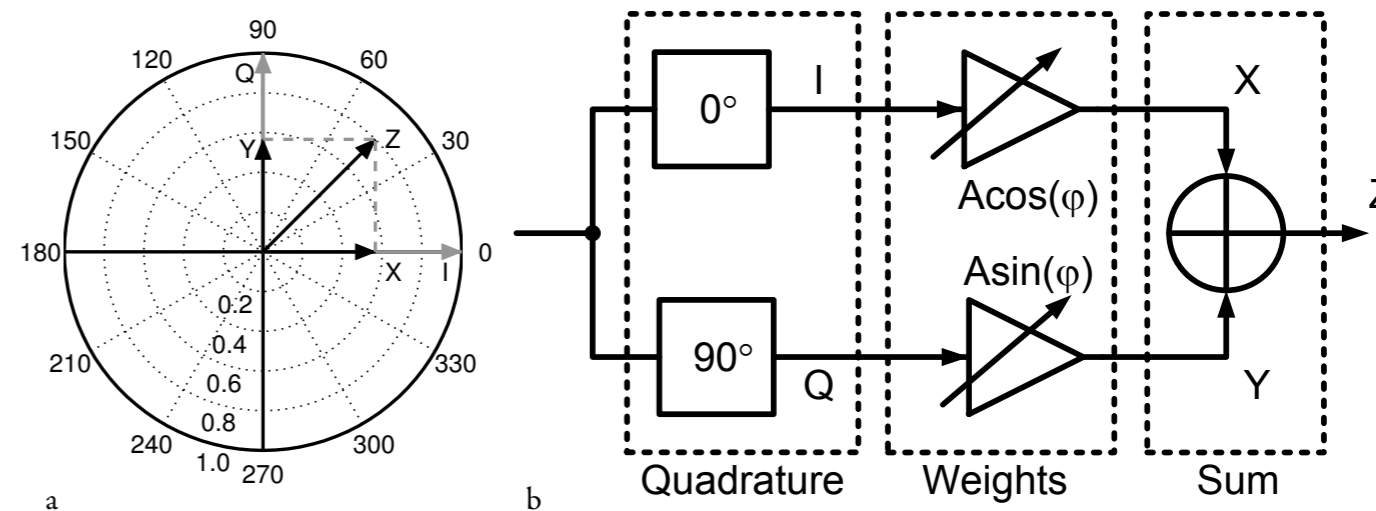 90
120
60
Q
150
Y
Z
30
180
X
I
0
0.2
0.4
210
330
0.6
0.8
240
300
1.0
270
a
0°
I
X
Acos(φ)
Z
Asin(φ)
90°
Q
Y
Quadrature
Weights
Sum
b